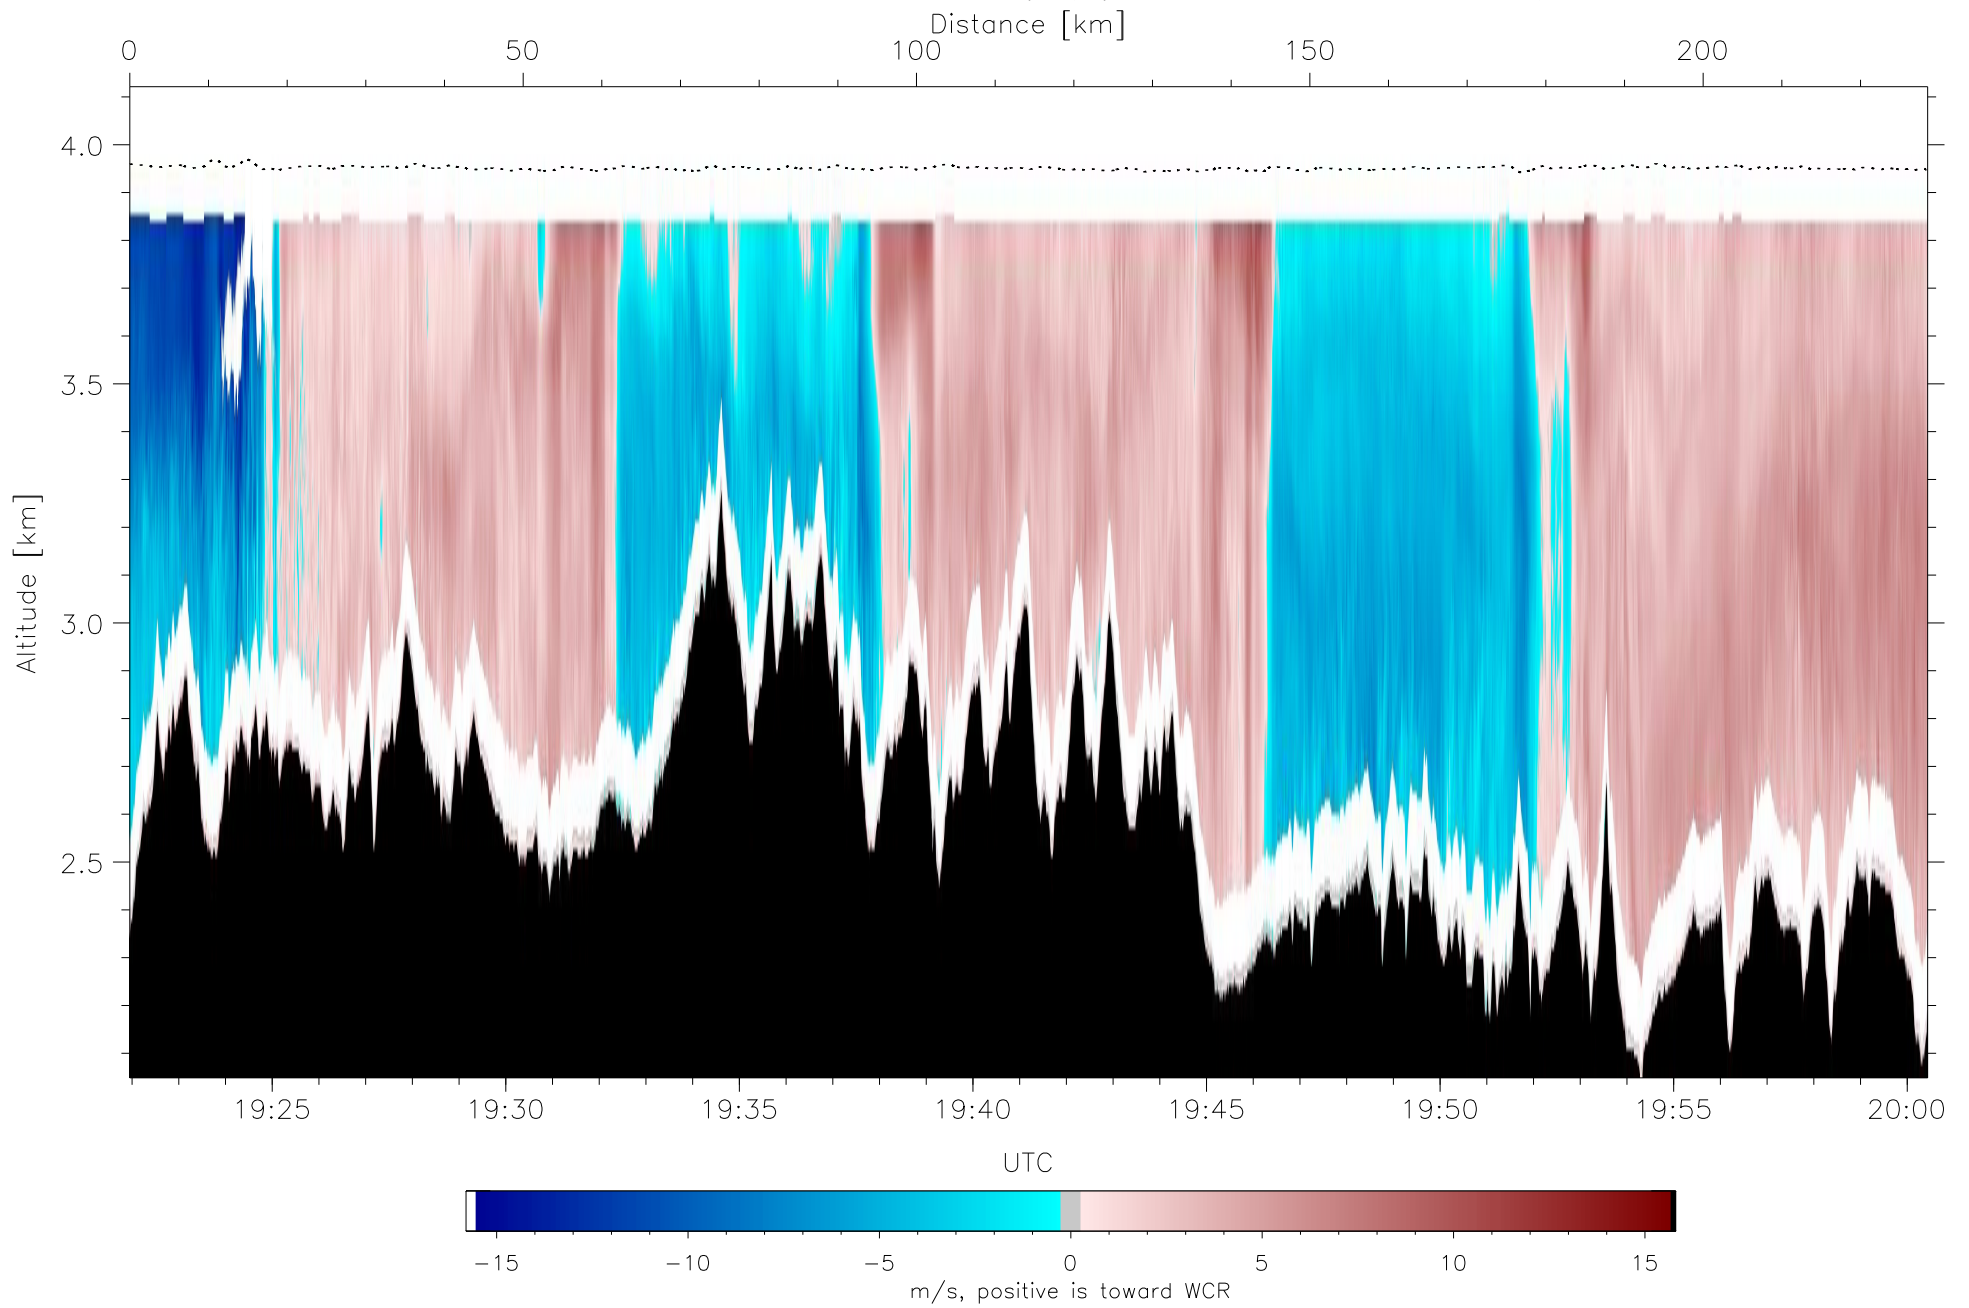 Distance [km]
0 50 100 150 200
4.0
3.5
3.0
2.5
Altitude [km]
19:25 19:30 19:35 19:40 19:45 19:50 19:55 20:00
UTC
−15 −10 −5 0 5 10 15
m/s, positive is toward WCR